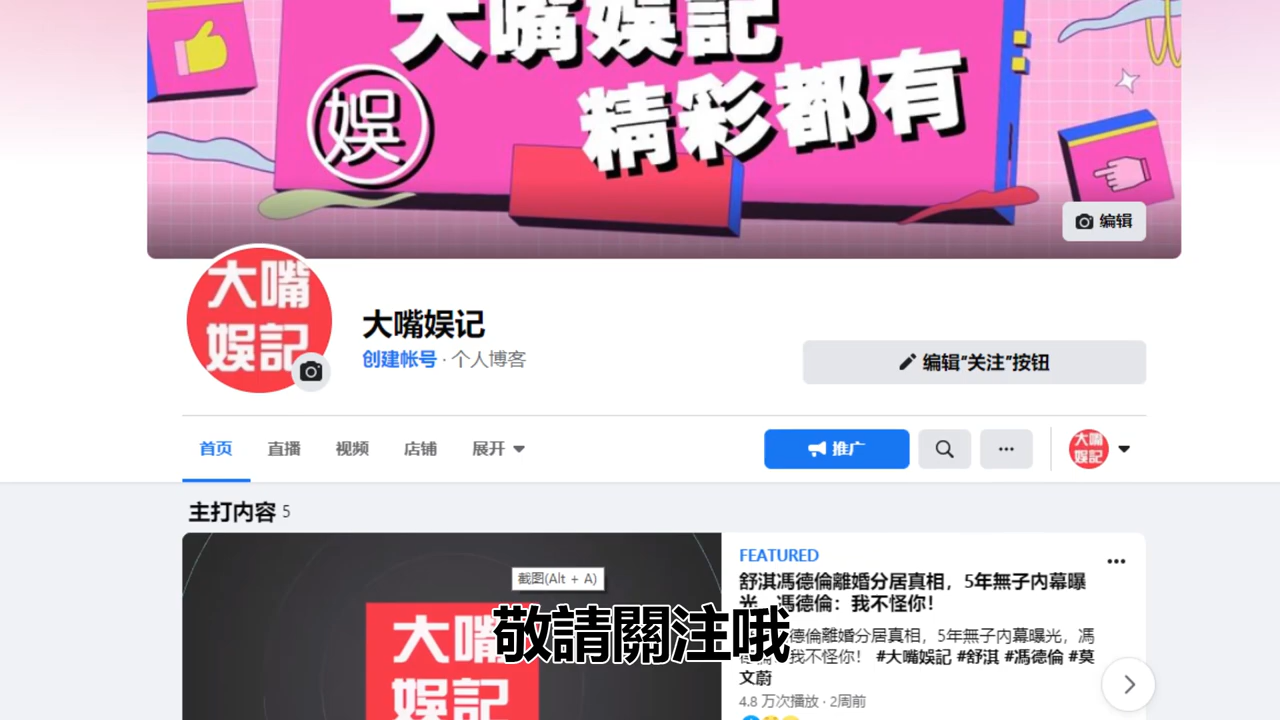 大嘴娱記
精彩都有
娱
编辑
大嘴
娱記
大嘴娱记
创建帐号 · 个人博客
编辑“关注”按钮
首页 直播 视频 店铺 展开
推广
大嘴
娱記
主打内容 5
截图(Alt + A)
大嘴
娱記
FEATURED
舒淇馮德倫離婚分居真相，5年無子内幕曝
光，馮德倫：我不怪你！
德倫離婚分居真相，5年無子内幕曝光，馮
我不怪你！ #大嘴娛記 #舒淇 #馮德倫 #莫
文蔚
4.8 万次播放 · 2周前
敬請關注哦